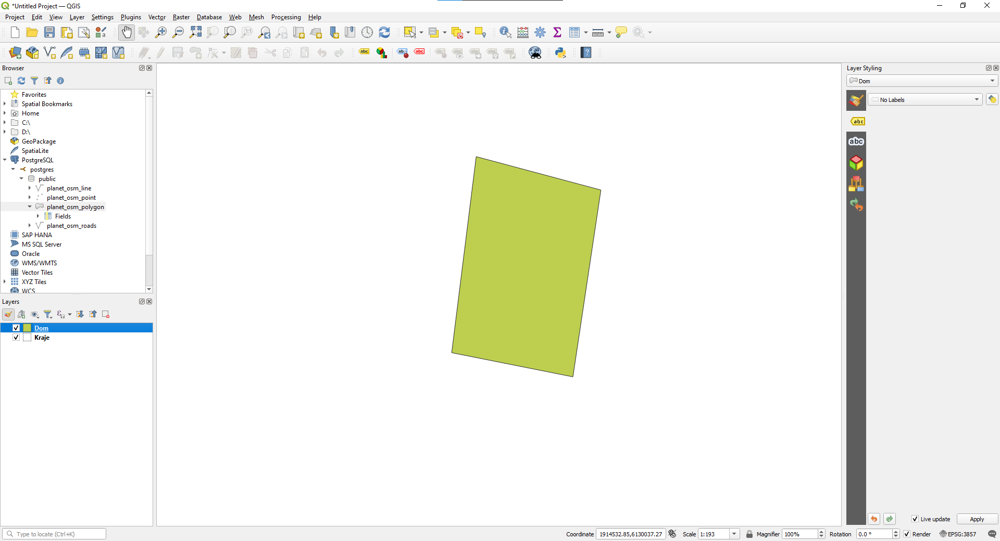 *Untitled Project — QGIS
Project Edit View Layer Settings Plugins Vector Raster Database Web Mesh Processing Help
Browser
Favorites
Spatial Bookmarks
Home
C:\
D:\
GeoPackage
SpatiaLite
PostgreSQL
postgres
public
planet_osm_line
planet_osm_point
planet_osm_polygon
Fields
planet_osm_roads
SAP HANA
MS SQL Server
Oracle
WMS/WMTS
Vector Tiles
XYZ Tiles
WCS
Layers
Dom
Kraje
Layer Styling
Dom
No Labels
abc
abc
Live update Apply
Type to locate (Ctrl+K)
Coordinate 1914532.85,6130037.27 Scale 1:193 Magnifier 100% Rotation 0.0 ° Render EPSG:3857